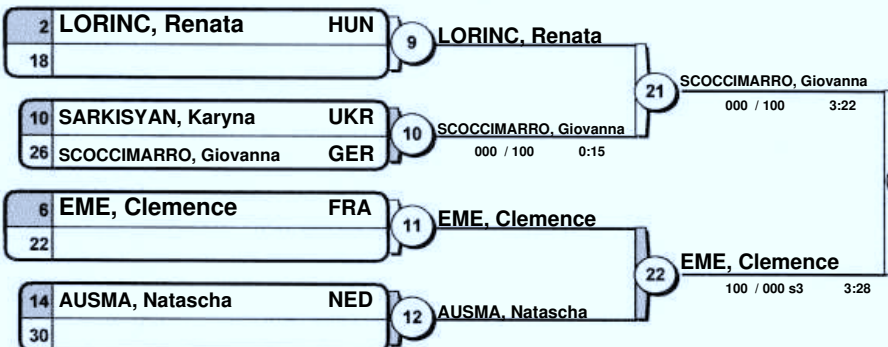 2 LORINC, Renata HUN
18
9 LORINC, Renata
21 SCOCCIMARRO, Giovanna
000 / 100 3:22
10 SARKISYAN, Karyna UKR
26 SCOCCIMARRO, Giovanna GER
10 SCOCCIMARRO, Giovanna
000 / 100 0:15
6 EME, Clemence FRA
22
11 EME, Clemence
22 EME, Clemence
100 / 000 s3 3:28
14 AUSMA, Natascha NED
30
12 AUSMA, Natascha